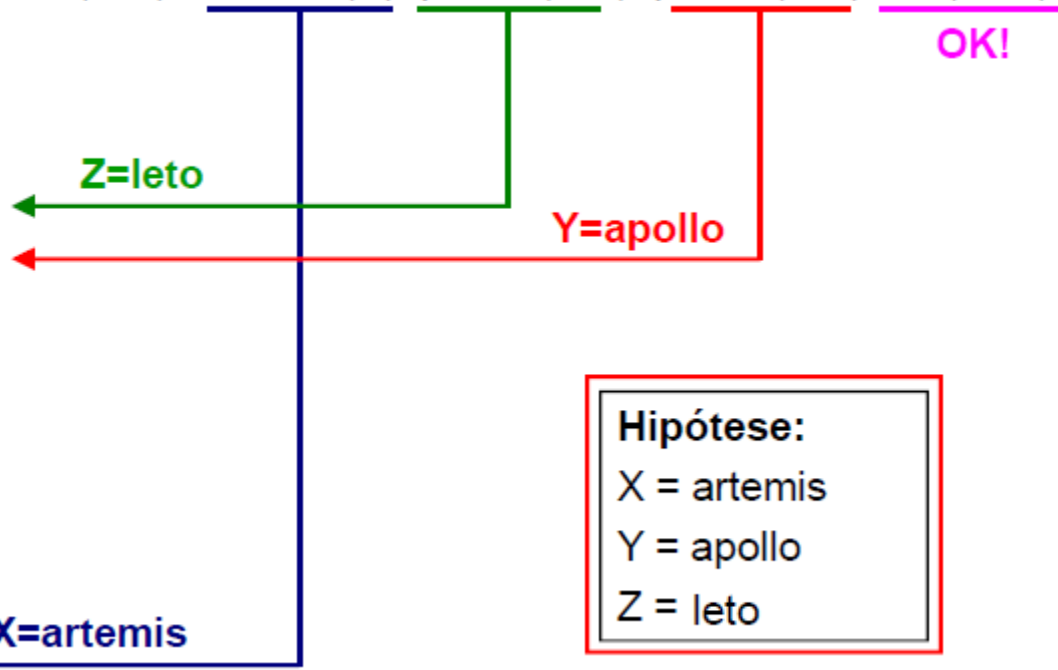 OK!
Z=leto
Y=apollo
Hipótese:
X = artemis
Y = apollo
Z = leto
X=artemis